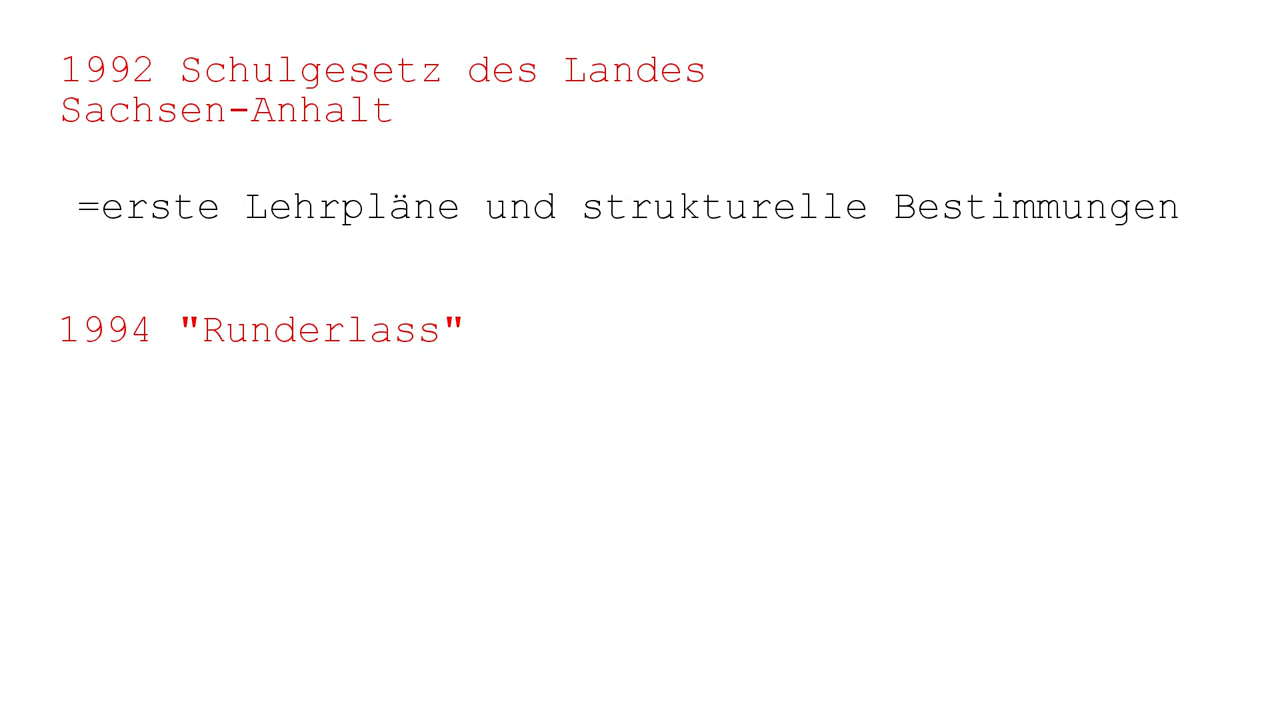 1992 Schulgesetz des Landes
Sachsen-Anhalt
=erste Lehrpläne und strukturelle Bestimmungen
1994 "Runderlass"